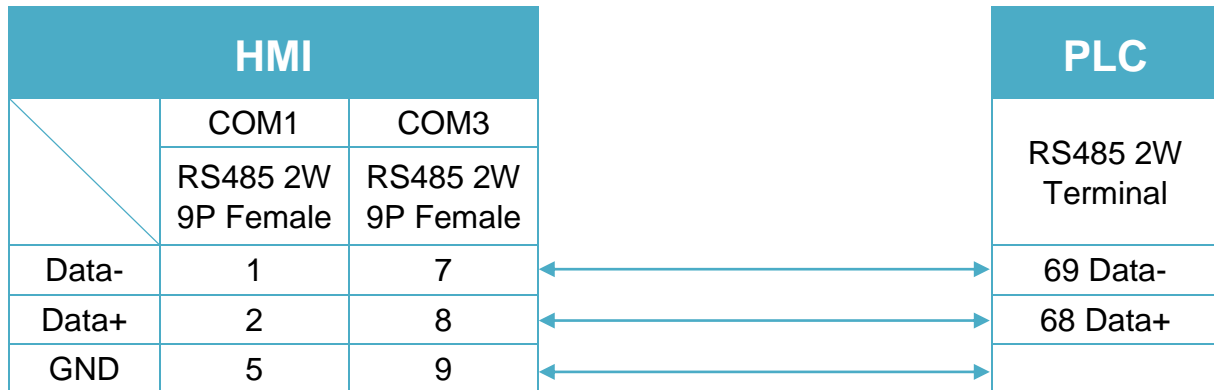 HMI
PLC
COM1
COM3
RS485 2W
9P Female
RS485 2W
9P Female
RS485 2W
Terminal
Data-
1
7
69 Data-
Data+
2
8
68 Data+
GND
5
9